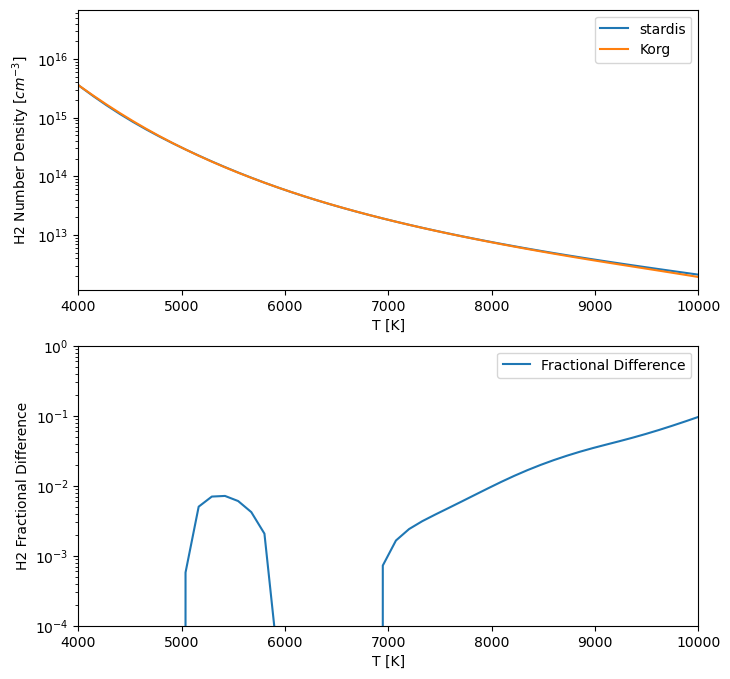 10^16
10^15
10^14
10^13
H2 Number Density [cm^{-3}]
stardis
Korg
4000 5000 6000 7000 8000 9000 10000
T [K]
10^0
10^-1
10^-2
10^-3
10^-4
H2 Fractional Difference
Fractional Difference
4000 5000 6000 7000 8000 9000 10000
T [K]